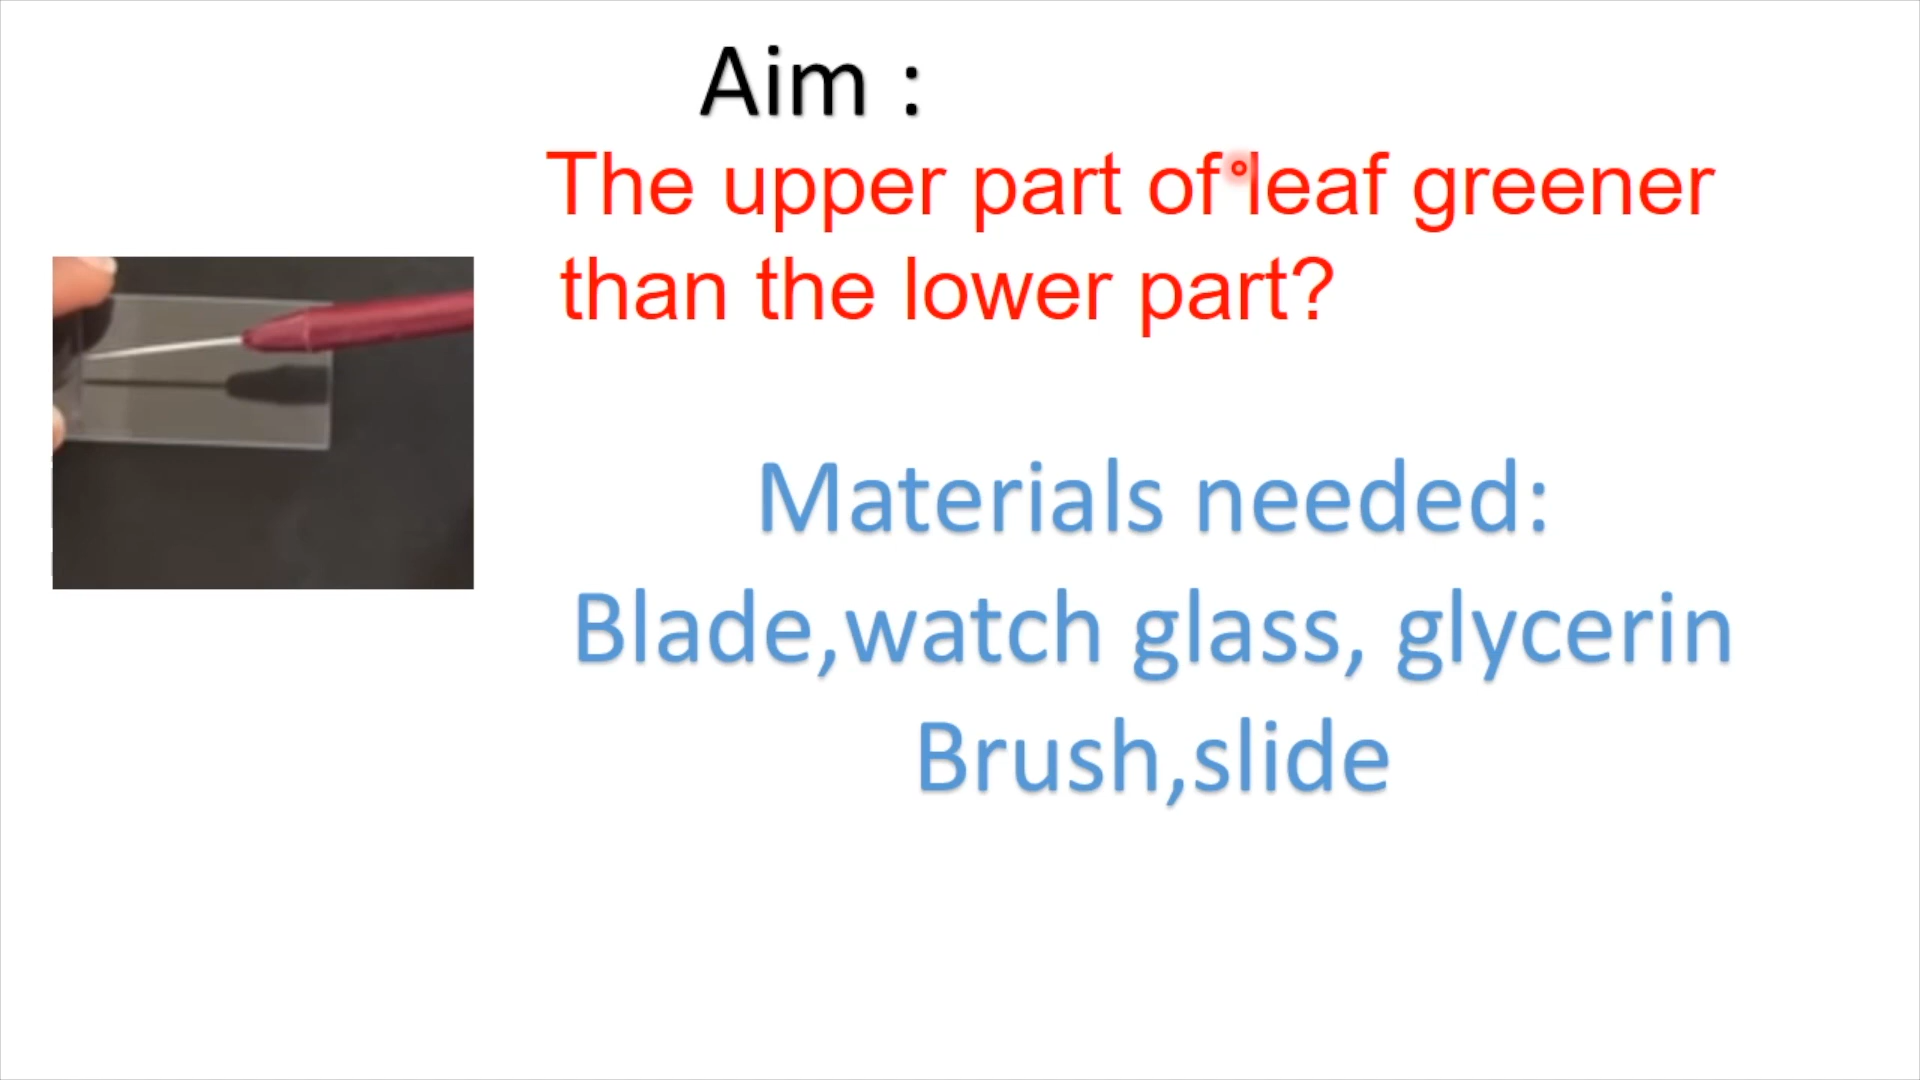 Aim :
The upper part of leaf greener
than the lower part?
Materials needed:
Blade,watch glass, glycerin
Brush,slide